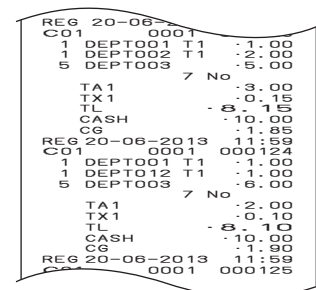 REG 20-06-2
C01 0001
1 DEPT001 T1 ·1.00
1 DEPT002 T1 ·2.00
5 DEPT003 ·5.00
7 No
TA1 ·3.00
TX1 ·0.15
TL ·8.15
CASH ·10.00
CG ·1.85
REG 20-06-2013 11:59
C01 0001 000124
1 DEPT001 T1 ·1.00
1 DEPT012 T1 ·1.00
5 DEPT003 ·6.00
7 No
TA1 ·2.00
TX1 ·0.10
TL ·8.10
CASH ·10.00
CG ·1.90
REG 20-06-2013 11:59
C01 0001 000125